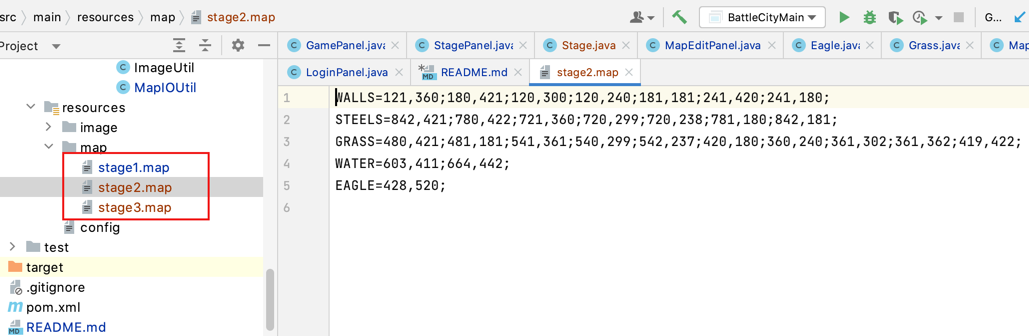 src › main › resources › map › stage2.map
BattleCityMain
G...
Project
GamePanel.java
StagePanel.java
Stage.java
MapEditPanel.java
Eagle.java
Grass.java
Map
LoginPanel.java
README.md
stage2.map
ImageUtil
MapIOUtil
resources
image
map
stage1.map
stage2.map
stage3.map
config
test
target
.gitignore
pom.xml
README.md
1 WALLS=121,360;180,421;120,300;120,240;181,181;241,420;241,180;
2 STEELS=842,421;780,422;721,360;720,299;720,238;781,180;842,181;
3 GRASS=480,421;481,181;541,361;540,299;542,237;420,180;360,240;361,302;361,362;419,422;
4 WATER=603,411;664,442;
5 EAGLE=428,520;
6